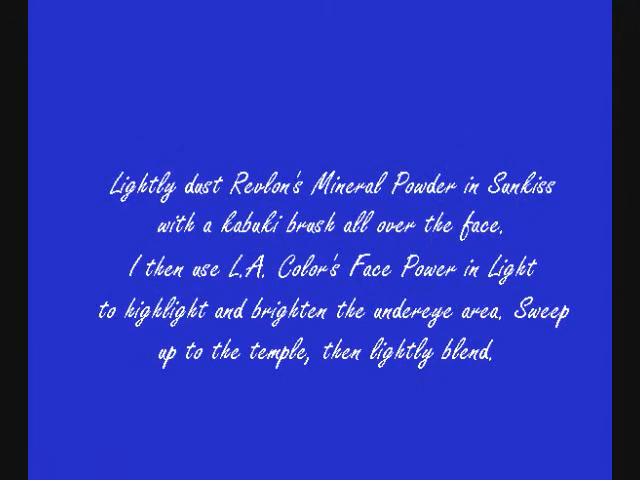 Lightly dust Revlon's Mineral Powder in Sunkiss
with a kabuki brush all over the face.
I then use L.A. Color's Face Power in Light
to highlight and brighten the undereye area. Sweep
up to the temple, then lightly blend.